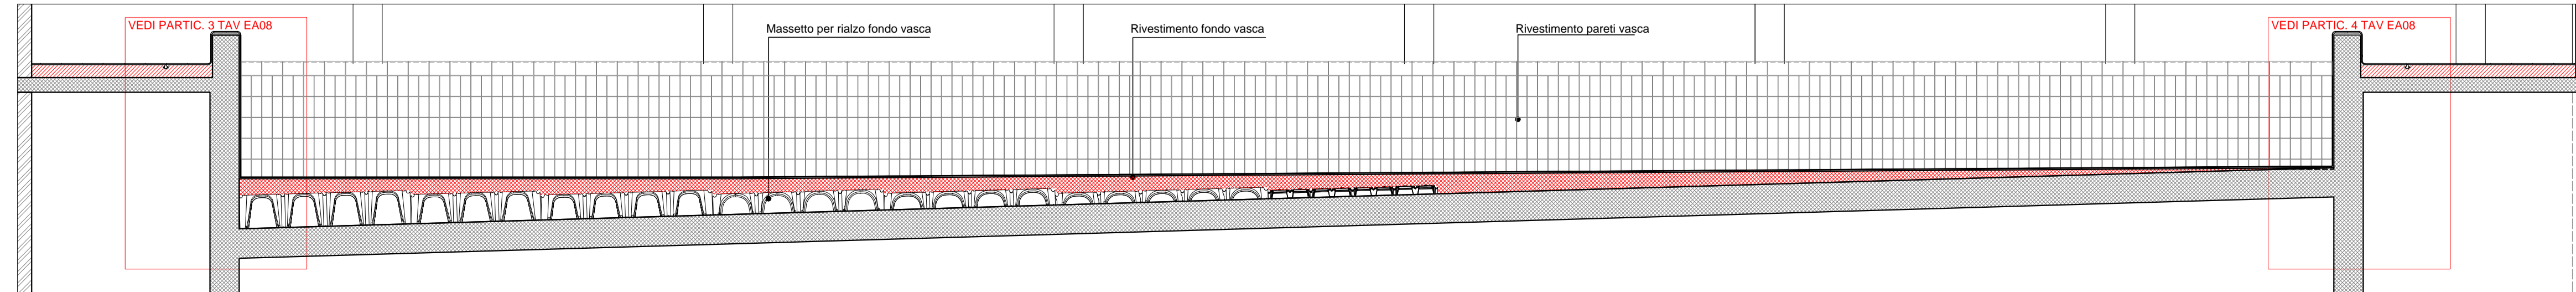 VEDI PARTIC. 3 TAV EA08
Massetto per rialzo fondo vasca
Rivestimento fondo vasca
Rivestimento pareti vasca
VEDI PARTIC. 4 TAV EA08